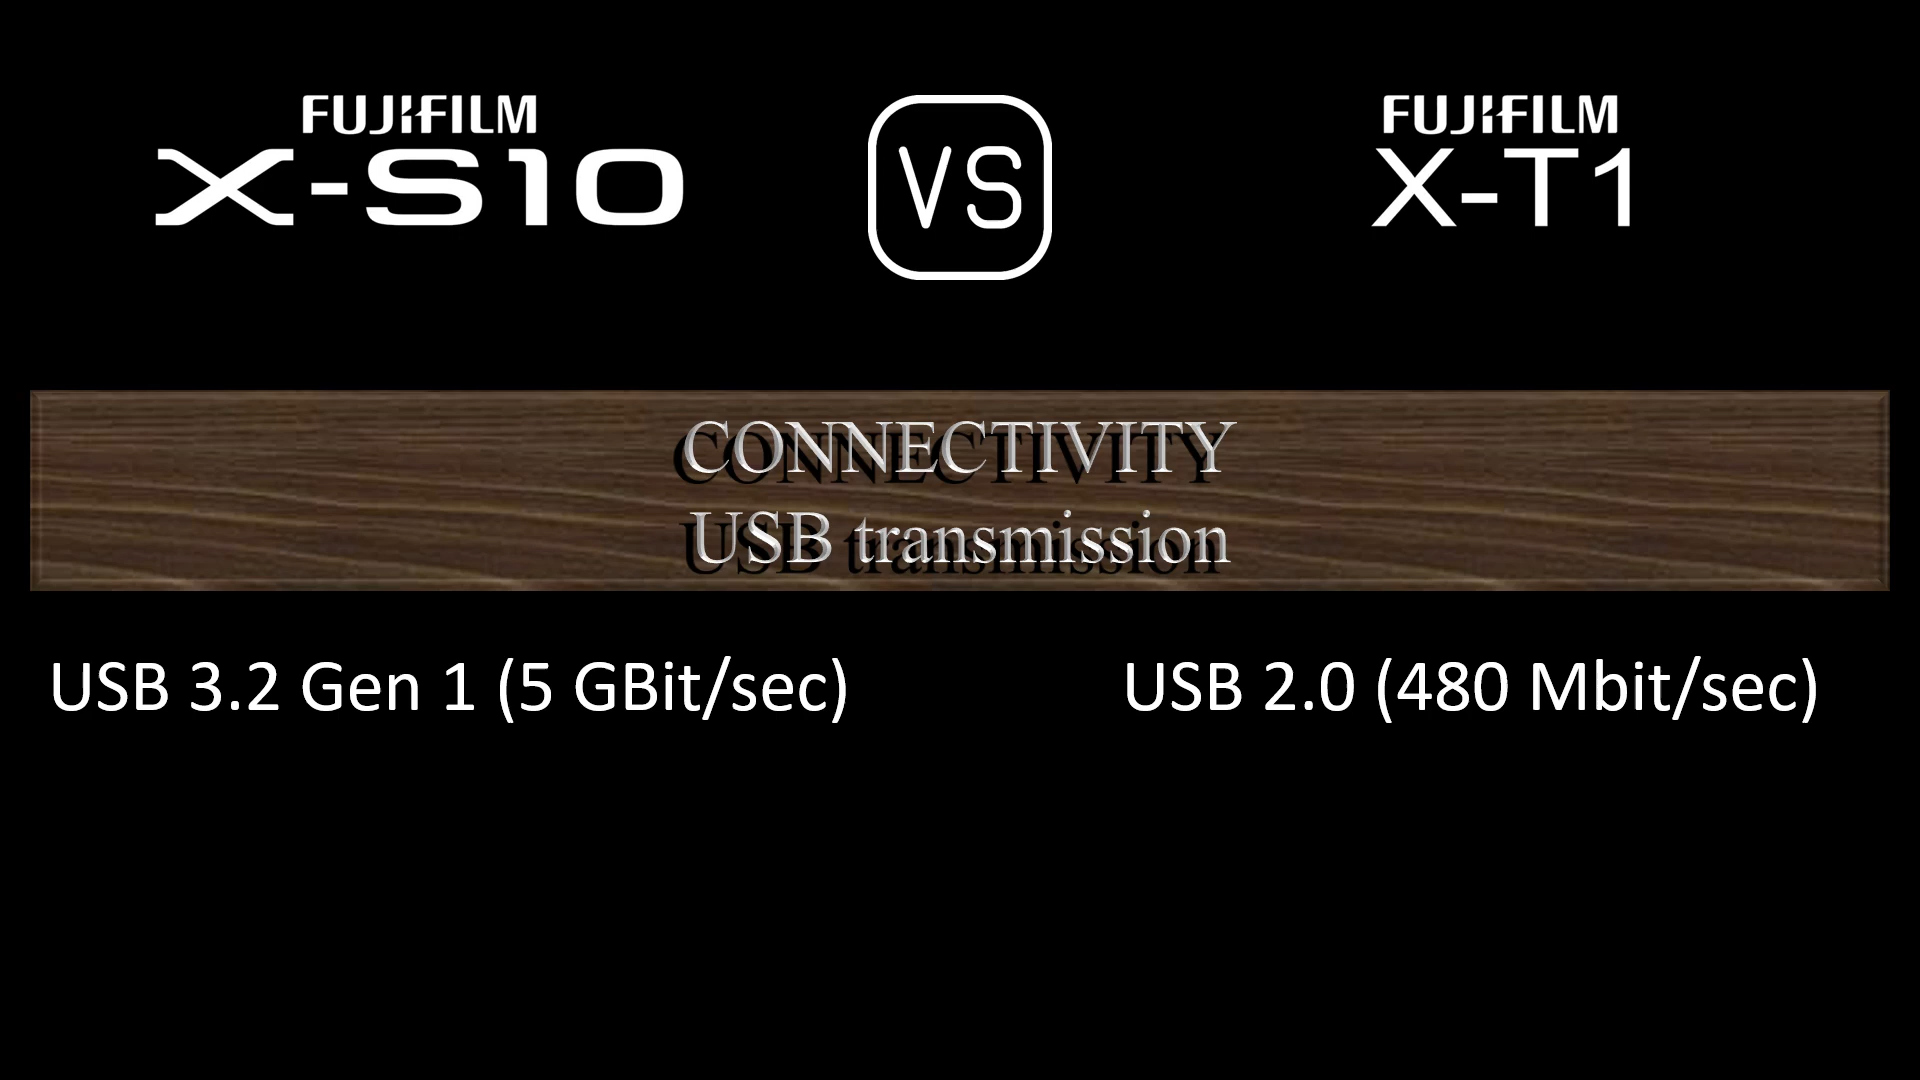 FUJIFILM
X-S10
VS
FUJIFILM
X-T1
CONNECTIVITY
USB transmission
USB 3.2 Gen 1 (5 GBit/sec)
USB 2.0 (480 Mbit/sec)